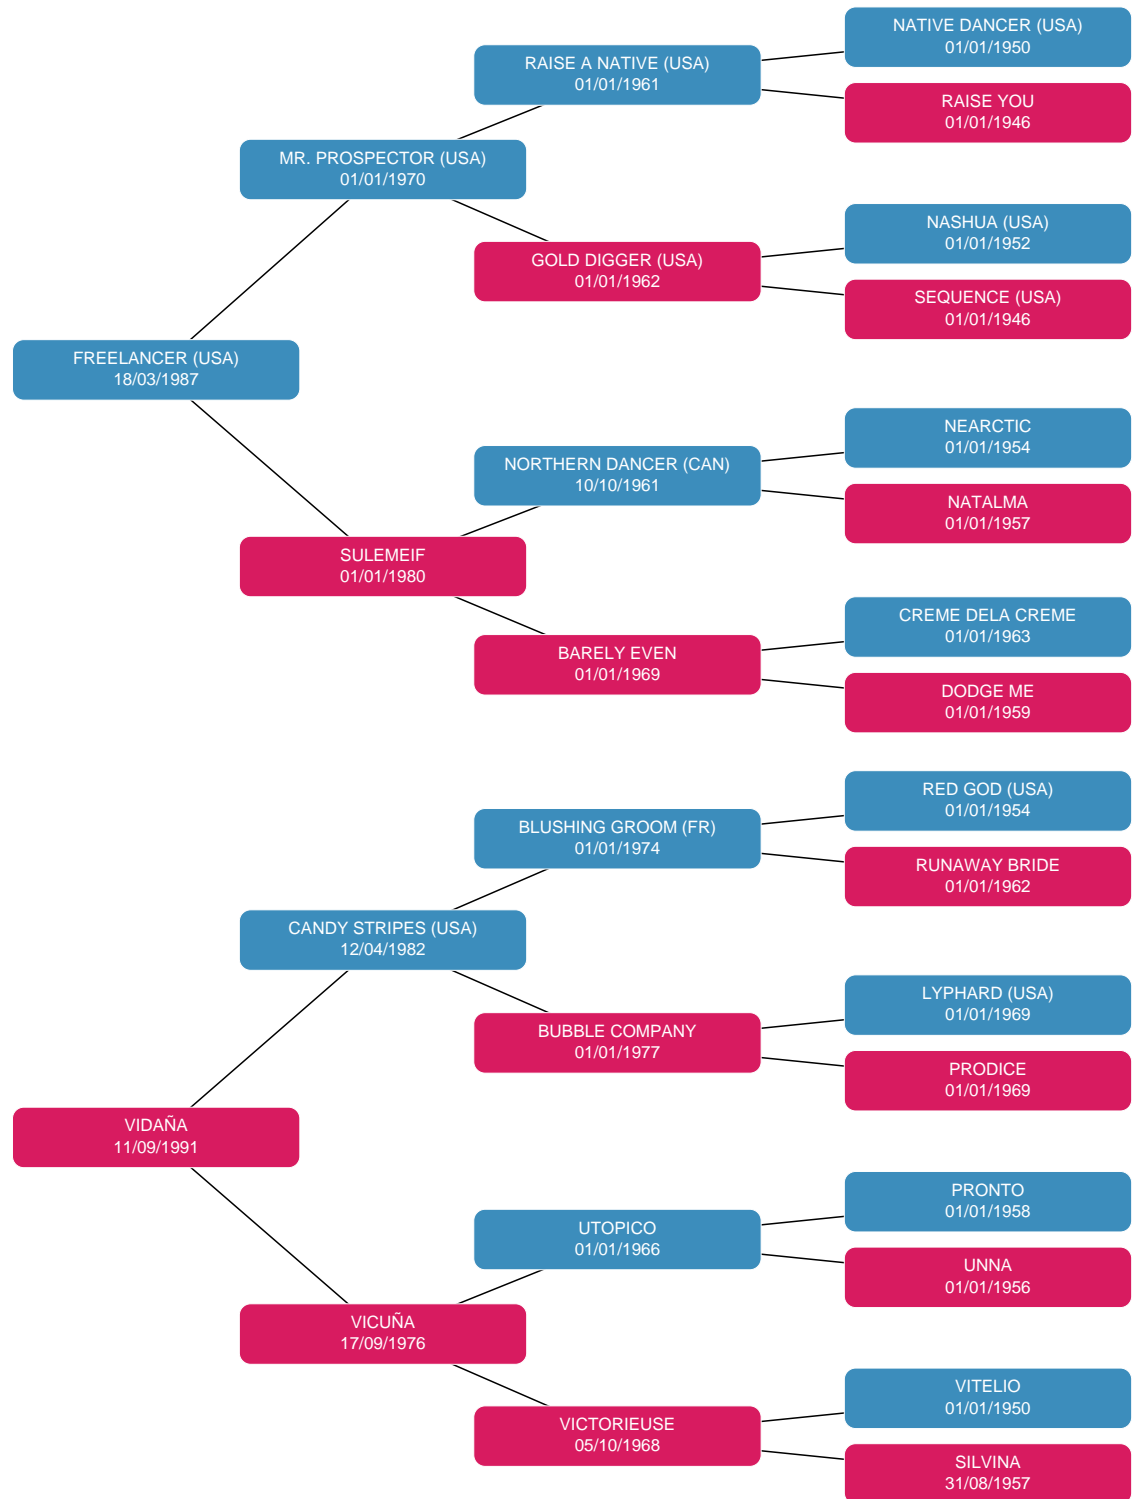 NATIVE DANCER (USA)
01/01/1950
RAISE A NATIVE (USA)
01/01/1961
RAISE YOU
01/01/1946
MR. PROSPECTOR (USA)
01/01/1970
NASHUA (USA)
01/01/1952
GOLD DIGGER (USA)
01/01/1962
SEQUENCE (USA)
01/01/1946
FREELANCER (USA)
18/03/1987
NEARCTIC
01/01/1954
NORTHERN DANCER (CAN)
10/10/1961
NATALMA
01/01/1957
SULEMEIF
01/01/1980
CREME DELA CREME
01/01/1963
BARELY EVEN
01/01/1969
DODGE ME
01/01/1959
RED GOD (USA)
01/01/1954
BLUSHING GROOM (FR)
01/01/1974
RUNAWAY BRIDE
01/01/1962
CANDY STRIPES (USA)
12/04/1982
LYPHARD (USA)
01/01/1969
BUBBLE COMPANY
01/01/1977
PRODICE
01/01/1969
VIDAÑA
11/09/1991
PRONTO
01/01/1958
UTOPICO
01/01/1966
UNNA
01/01/1956
VICUÑA
17/09/1976
VITELIO
01/01/1950
VICTORIEUSE
05/10/1968
SILVINA
31/08/1957